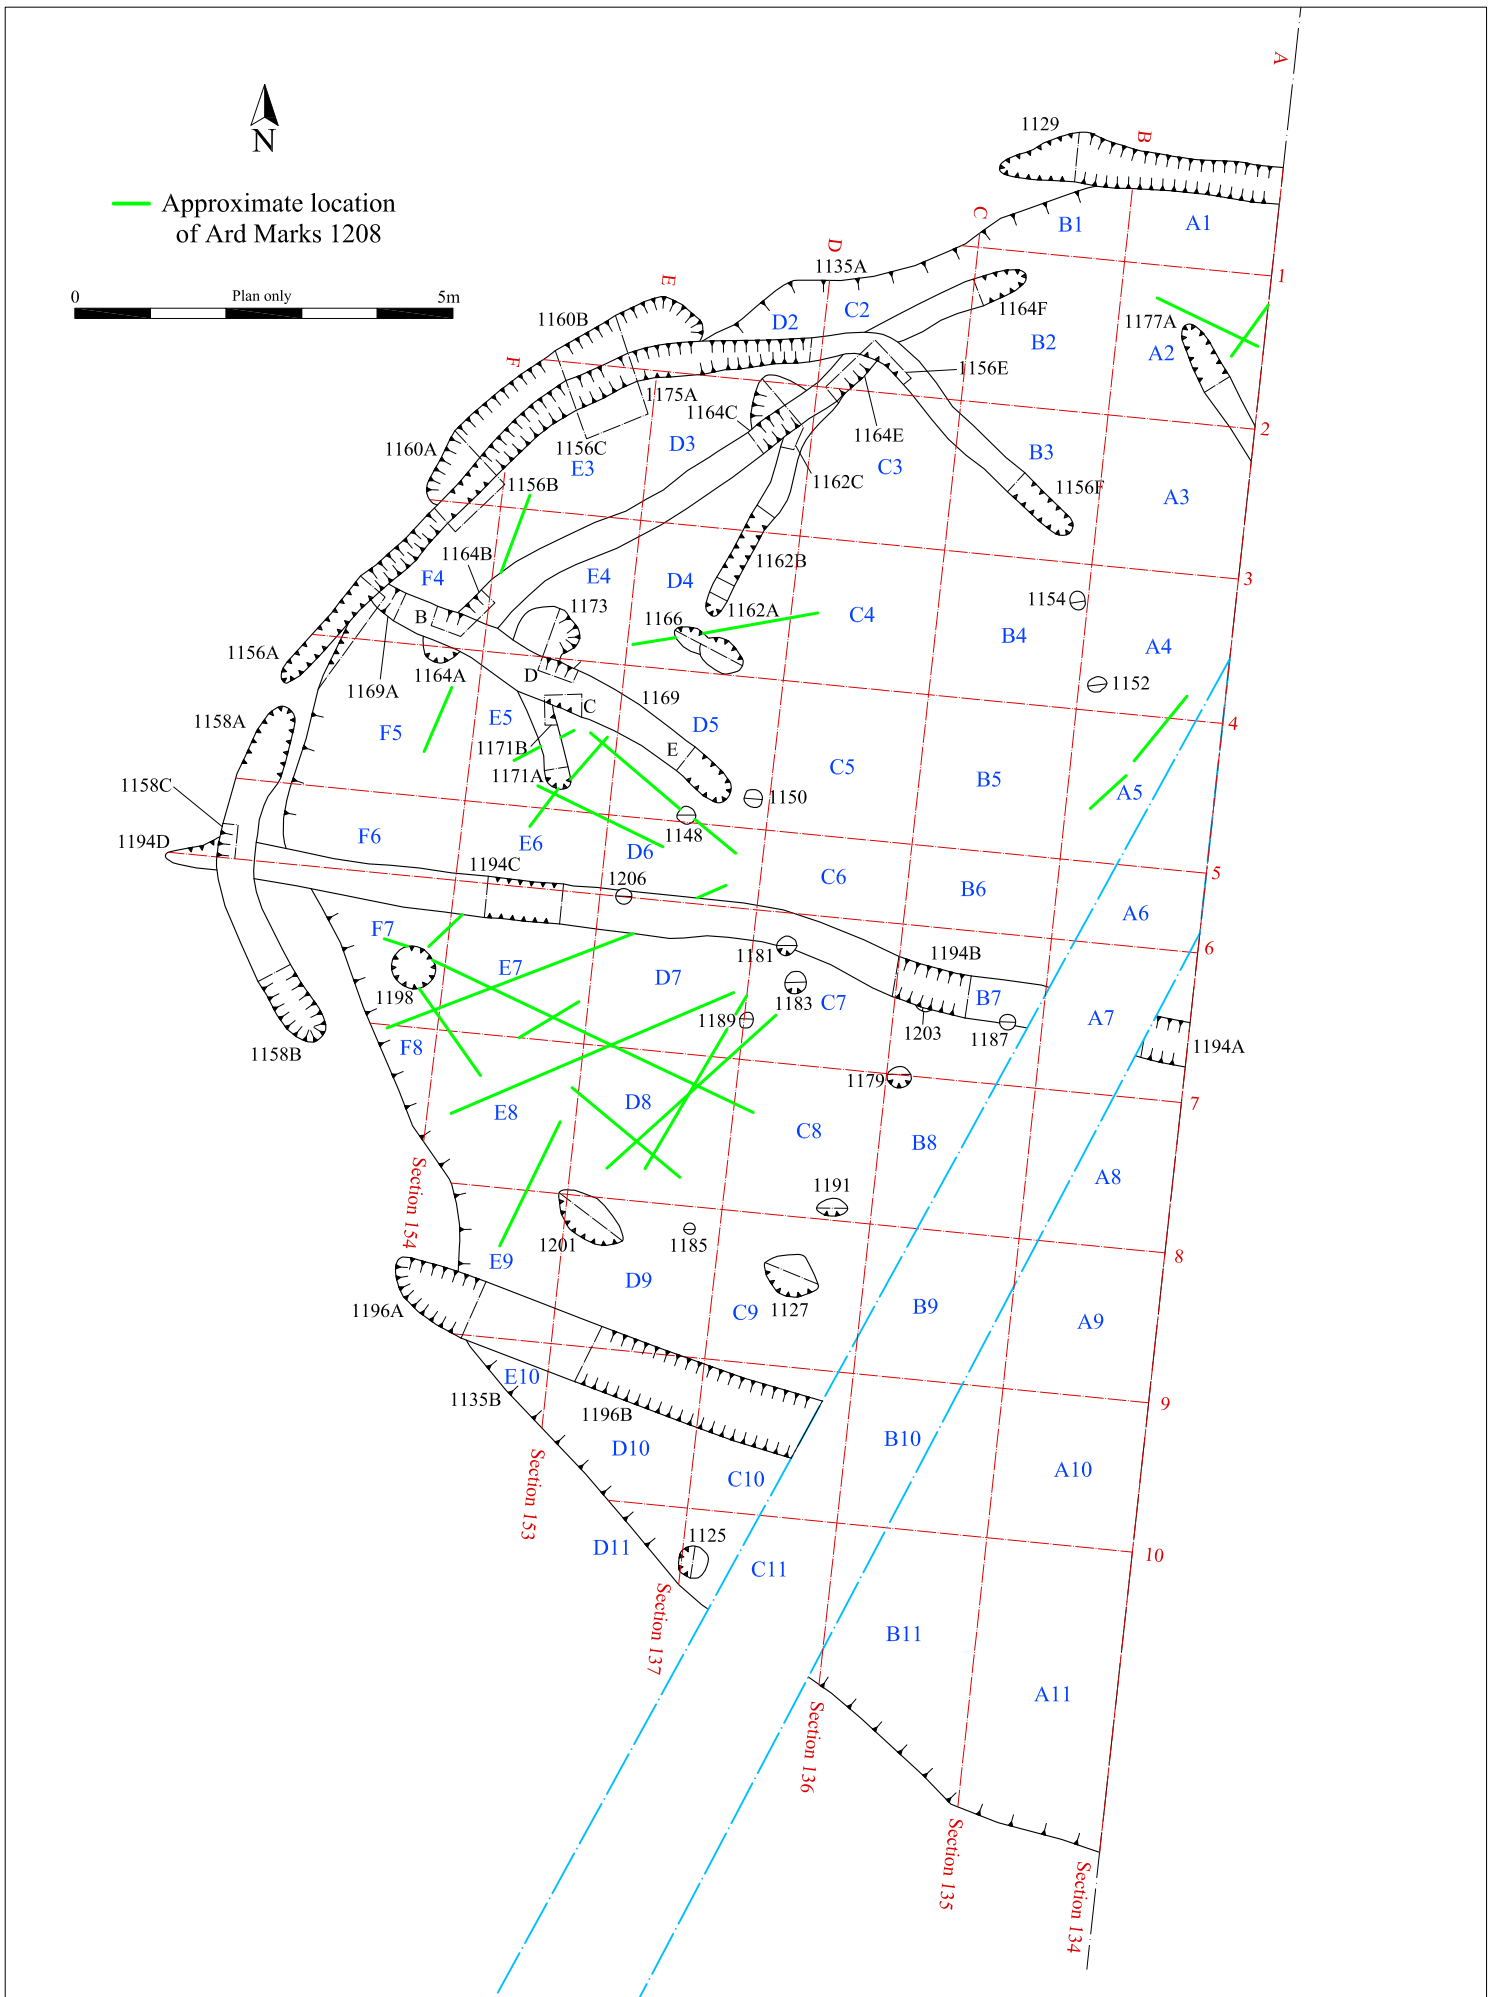 A
1129
B
N
Approximate location
of Ard Marks 1208
C
B1
A1
D
1135A
1
E
0
Plan only
5m
1160B
D2
C2
1164F
1177A
B2
A2
F
1156E
1175A
1164C
2
1160A
1156C
D3
1164E
E3
C3
B3
1162C
1156B
1156F
A3
1164B
1162B
F4
E4
D4
3
1154
1173
B
1166
1162A
C4
B4
A4
1156A
1164A
D
1169A
1169
1152
1158A
F5
E5
C
D5
4
1171B
E
1171A
C5
B5
1158C
1150
A5
1194D
F6
E6
1148
D6
1194C
1206
C6
B6
5
A6
F7
6
1181
1194B
E7
D7
1198
1183
C7
B7
1189
A7
1203
1187
1194A
F8
1158B
1179
7
E8
D8
C8
B8
A8
Section 154
1191
1201
1185
8
E9
D9
1196A
C9
1127
B9
A9
E10
1135B
9
1196B
D10
B10
A10
C10
Section 153
1125
D11
10
C11
Section 137
B11
A11
Section 136
Section 135
Section 134